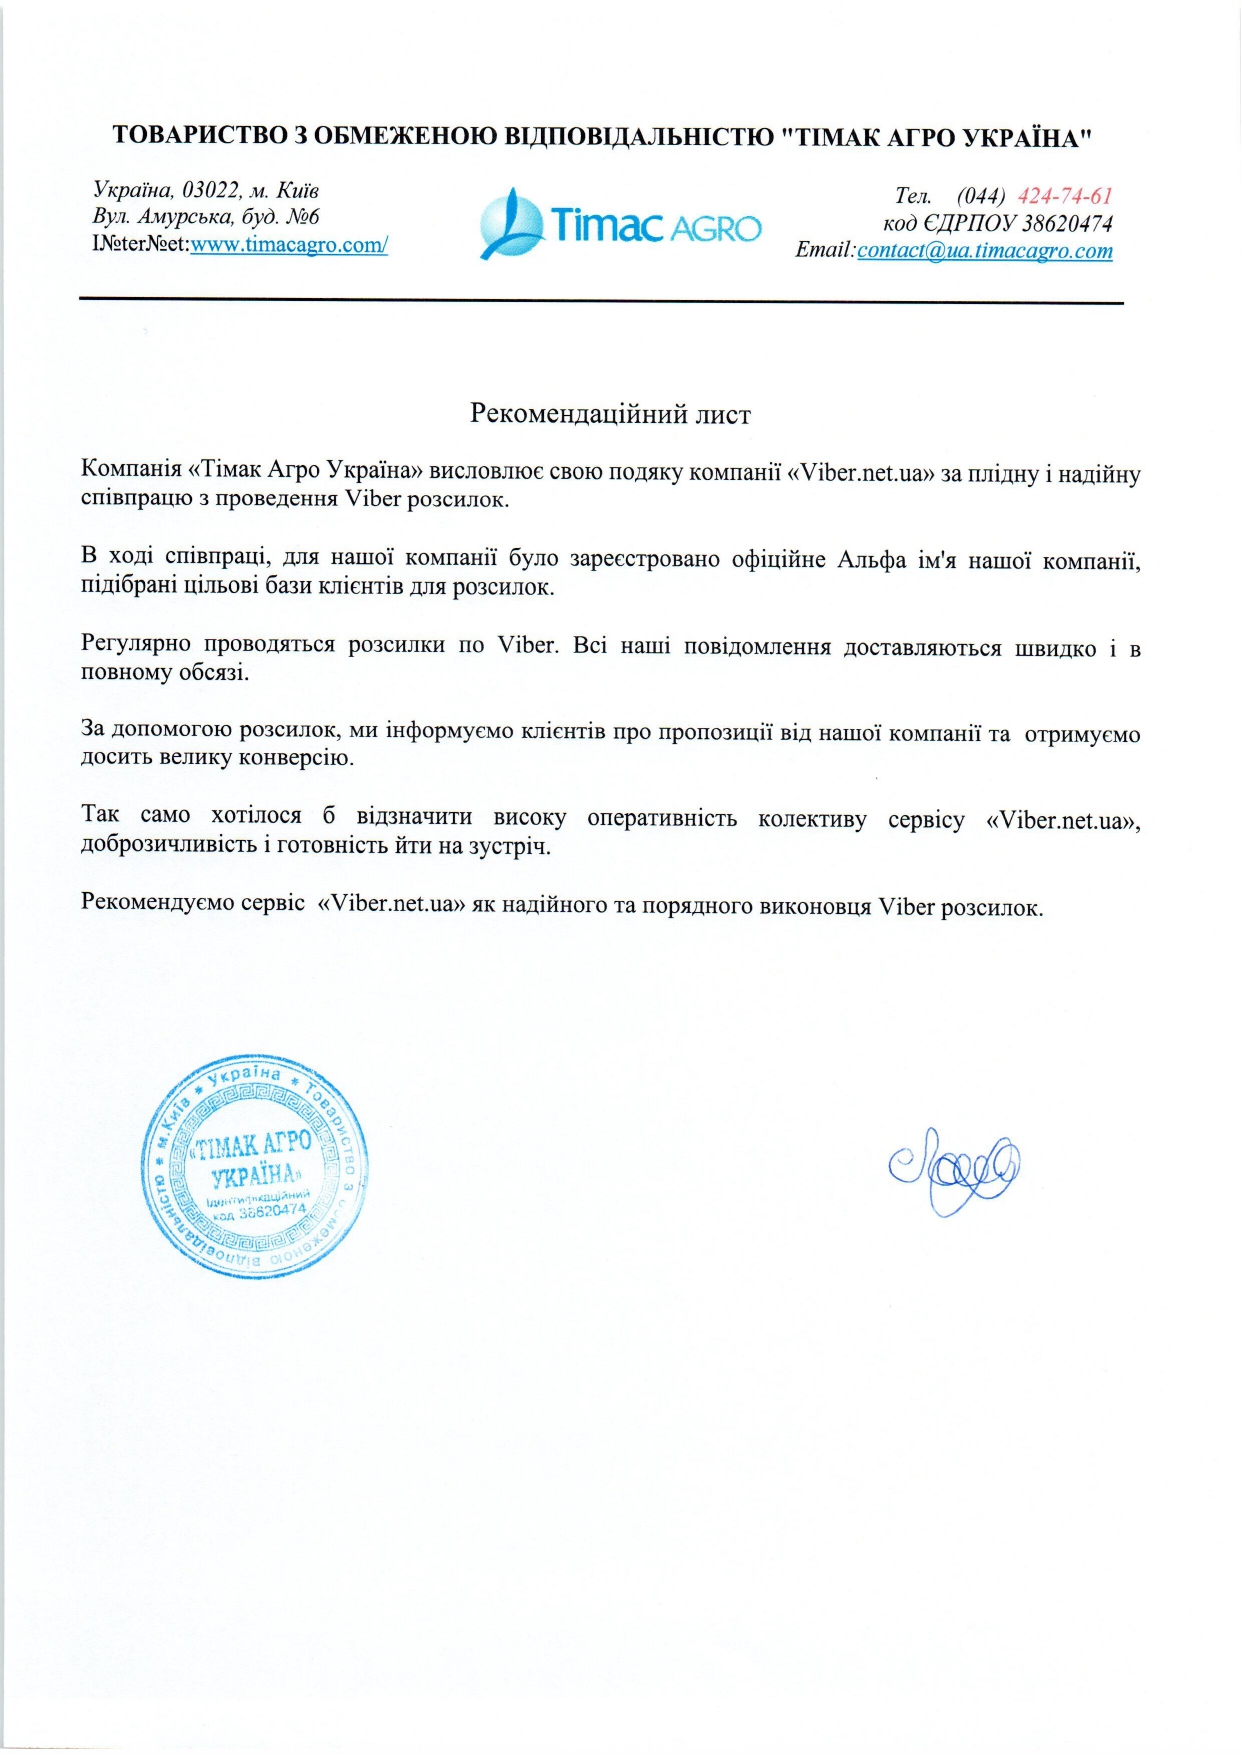 ТОВАРИСТВО З ОБМЕЖЕНОЮ ВІДПОВІДАЛЬНІСТЮ "ТІМАК АГРО УКРАЇНА"
Україна, 03022, м. Київ
Вул. Амурська, буд. №6
І№ter№et:www.timacagro.com/
Timac AGRO
Тел. (044) 424-74-61
код ЄДРПОУ 38620474
Email:contact@ua.timacagro.com
Рекомендаційний лист
Компанія «Тімак Агро Україна» висловлює свою подяку компанії «Viber.net.ua» за плідну і надійну
співпрацю з проведення Viber розсилок.
В ході співпраці, для нашої компанії було зареєстровано офіційне Альфа ім'я нашої компанії,
підібрані цільові бази клієнтів для розсилок.
Регулярно проводяться розсилки по Viber. Всі наші повідомлення доставляються швидко і в
повному обсязі.
За допомогою розсилок, ми інформуємо клієнтів про пропозиції від нашої компанії та отримуємо
досить велику конверсію.
Так само хотілося б відзначити високу оперативність колективу сервісу «Viber.net.ua»,
доброзичливість і готовність йти на зустріч.
Рекомендуємо сервіс «Viber.net.ua» як надійного та порядного виконовця Viber розсилок.
* м.Київ * Україна * Товариство з обмеженою відповідальністю
«ТІМАК АГРО
УКРАЇНА»
Ідентифікаційний
код 38620474